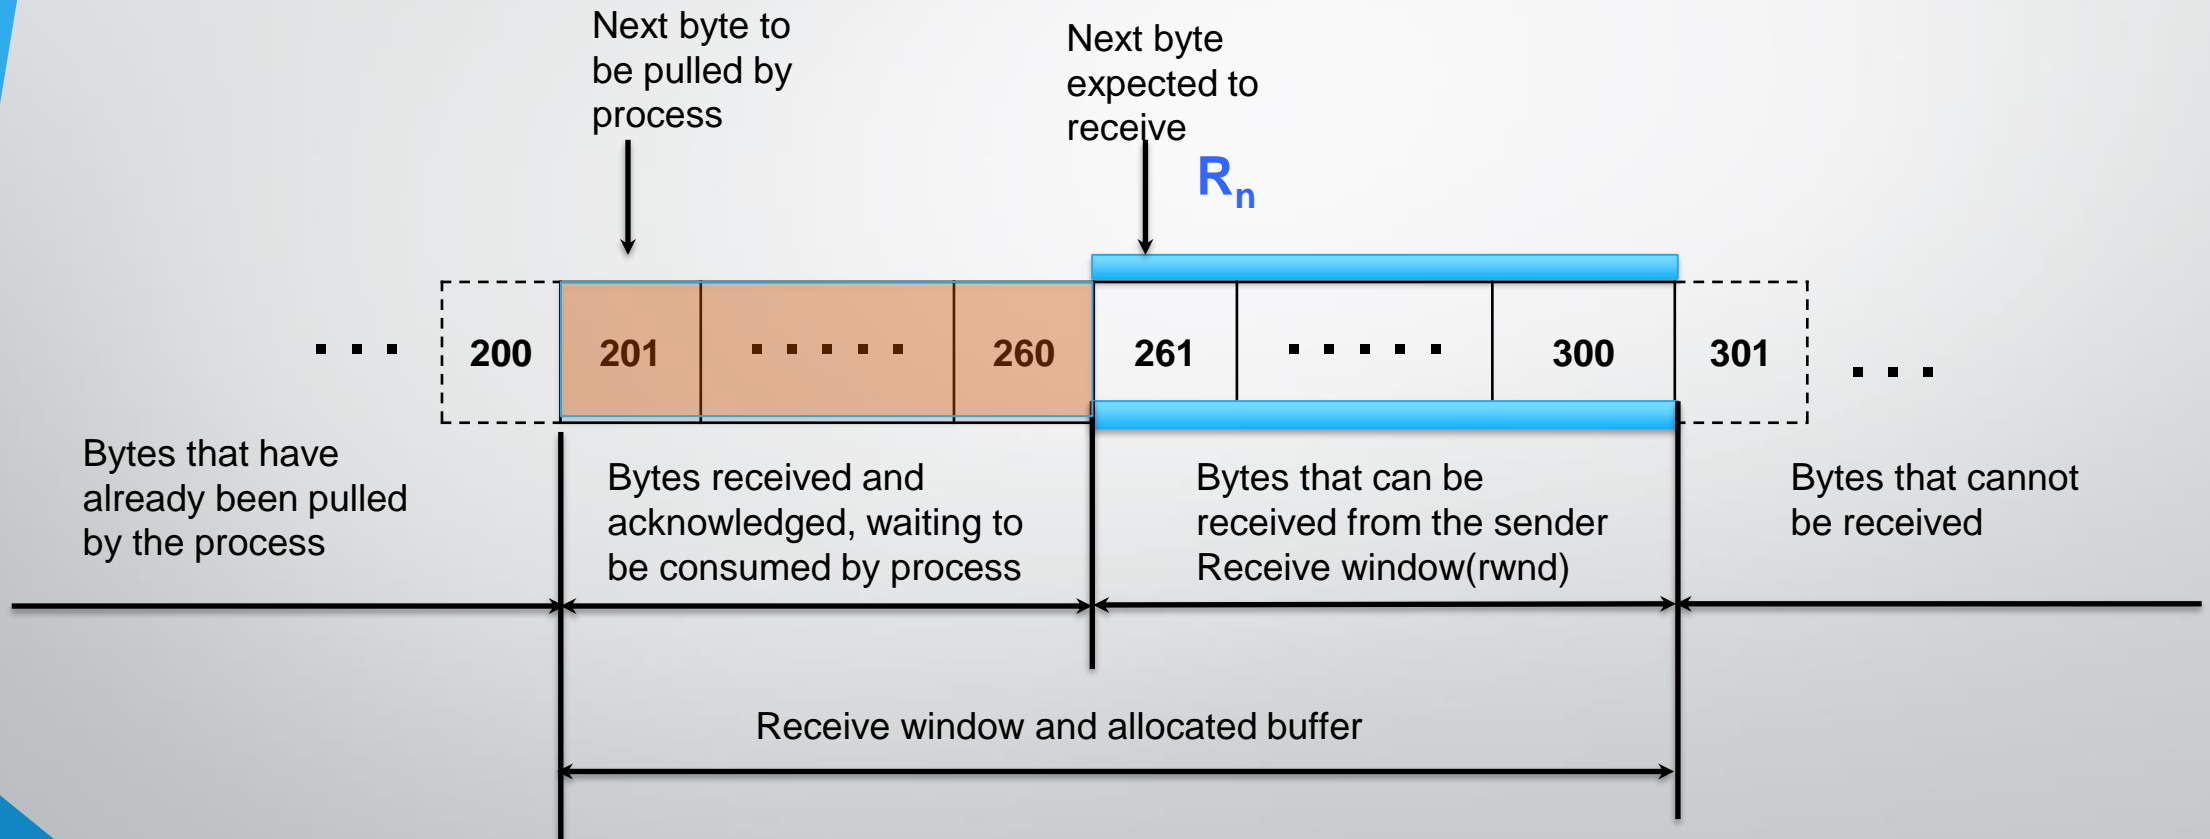 Next byte to
be pulled by
process
Next byte
expected to
receive
Rn
. . . 200 201 . . . . . 260 261 . . . . . 300 301 . . .
Bytes that have
already been pulled
by the process
Bytes received and
acknowledged, waiting to
be consumed by process
Bytes that can be
received from the sender
Receive window(rwnd)
Bytes that cannot
be received
Receive window and allocated buffer